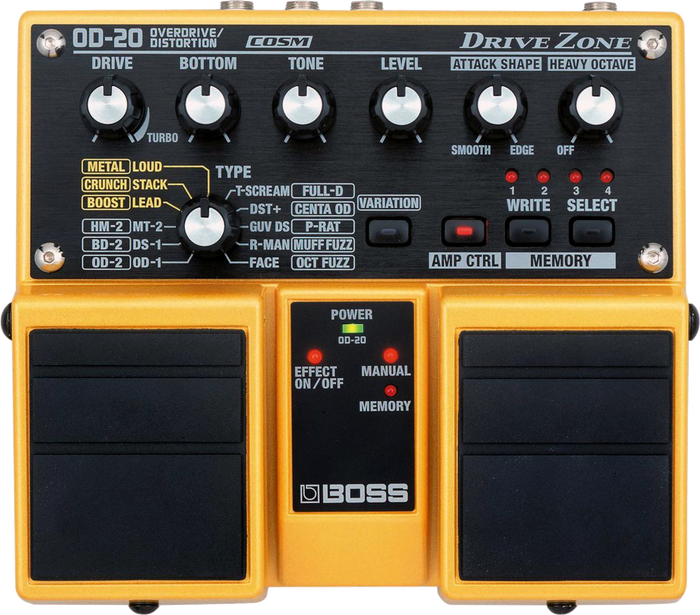 OD-20 OVERDRIVE/
DISTORTION
COSM
DRIVE ZONE
DRIVE
BOTTOM
TONE
LEVEL
ATTACK SHAPE
HEAVY OCTAVE
TURBO
SMOOTH
EDGE
OFF
METAL LOUD
CRUNCH STACK
BOOST LEAD
HM-2 MT-2
BD-2 DS-1
OD-2 OD-1
TYPE
T-SCREAM FULL-D
DST+ CENTA OD
GUV DS P-RAT
R-MAN MUFF FUZZ
FACE OCT FUZZ
VARIATION
1 2 3 4
WRITE SELECT
AMP CTRL
MEMORY
POWER
OD-20
EFFECT
ON/OFF
MANUAL
MEMORY
BOSS